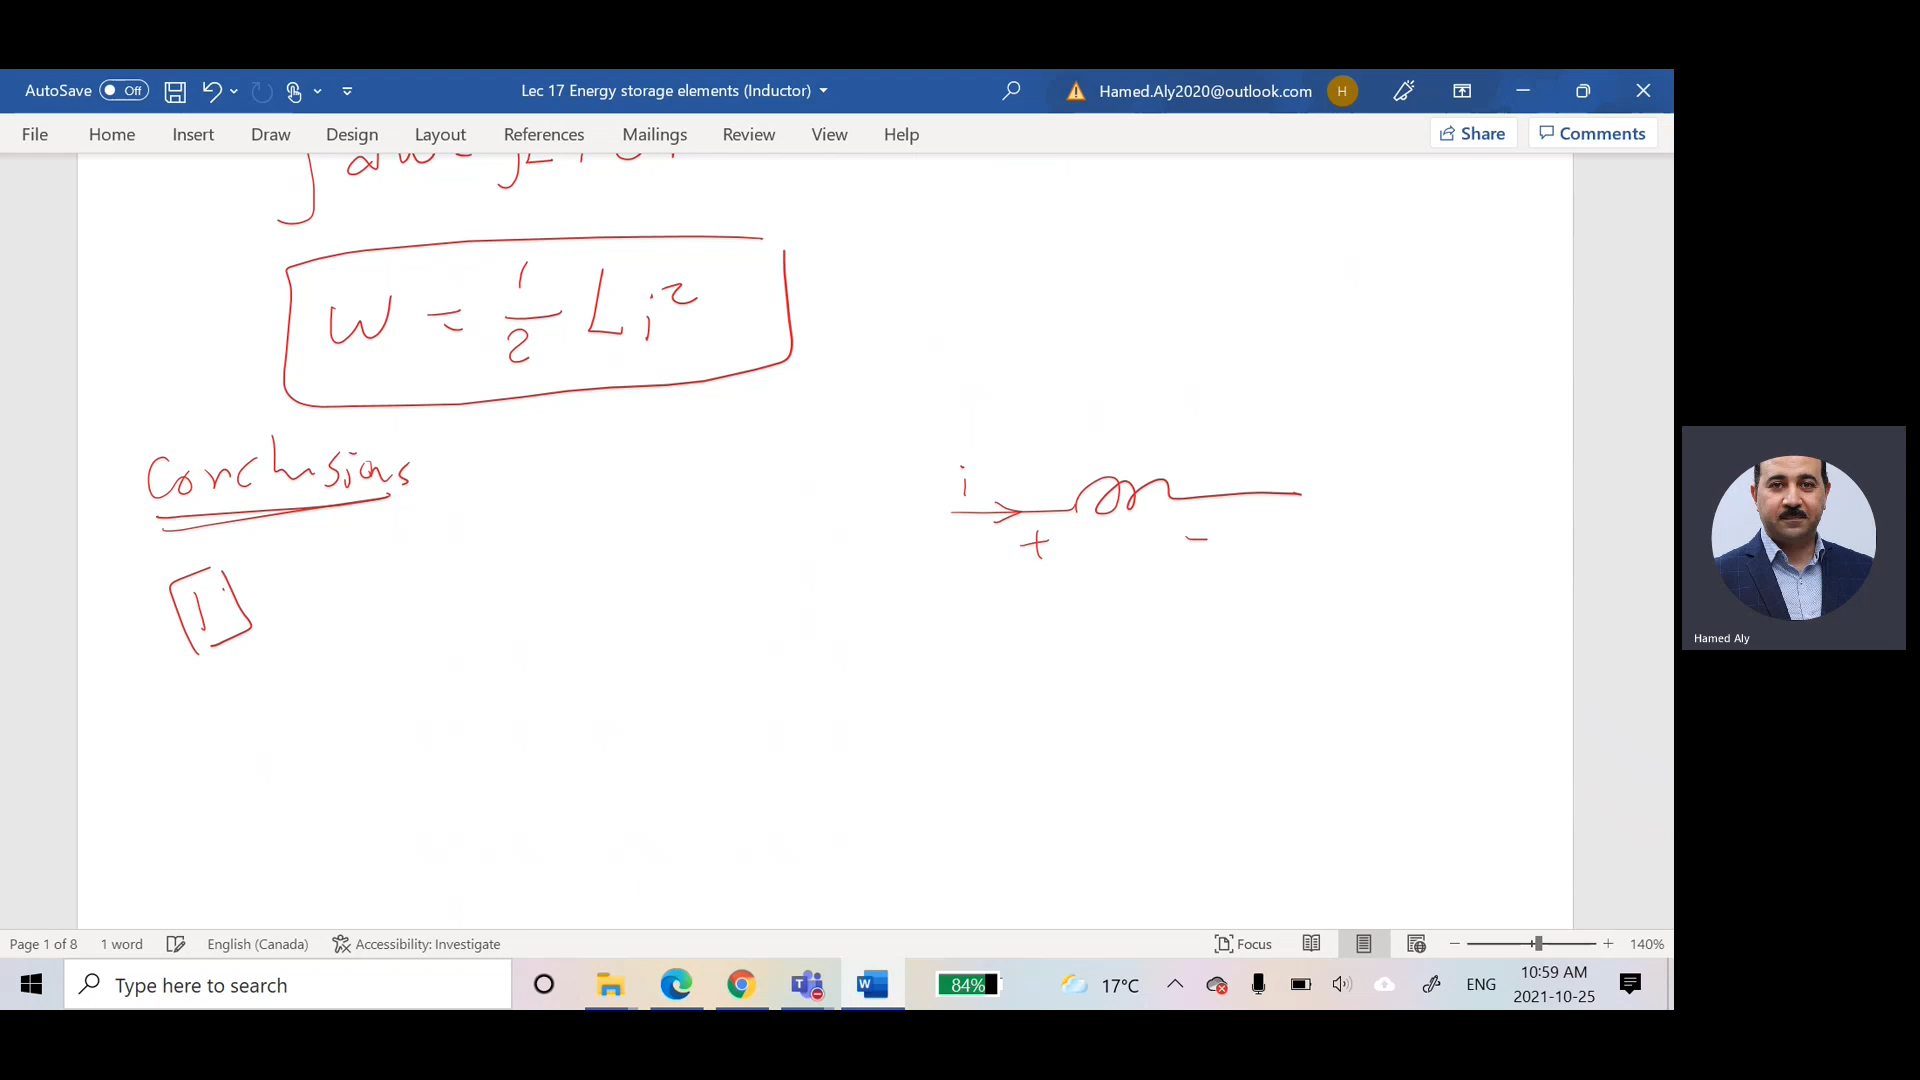 AutoSave Off Lec 17 Energy storage elements (Inductor) Hamed.Aly2020@outlook.com H
File Home Insert Draw Design Layout References Mailings Review View Help Share Comments
W = 1/2 L i²
Conclusions
i
+ -
1
Hamed Aly
Page 1 of 8 1 word English (Canada) Accessibility: Investigate Focus 140%
Type here to search 84% 17°C ENG 10:59 AM
2021-10-25